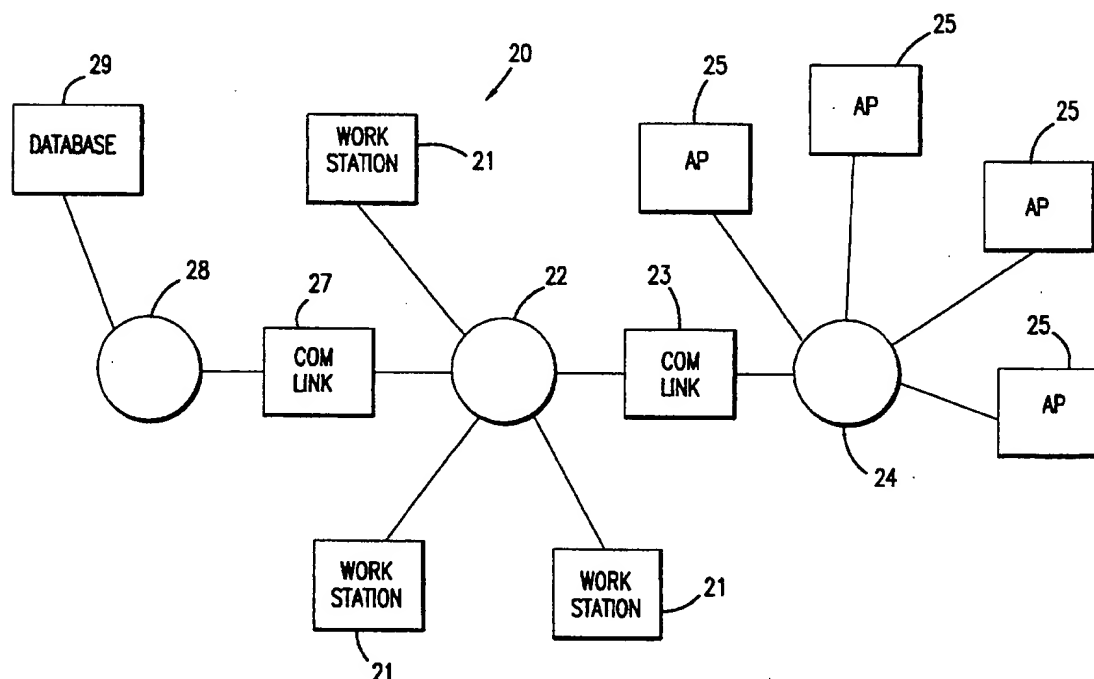 25
20
25
29
AP
25
DATABASE
WORK
STATION
21
AP
AP
28
27
22
23
25
COM
LINK
COM
LINK
AP
24
WORK
STATION
21
WORK
STATION
21